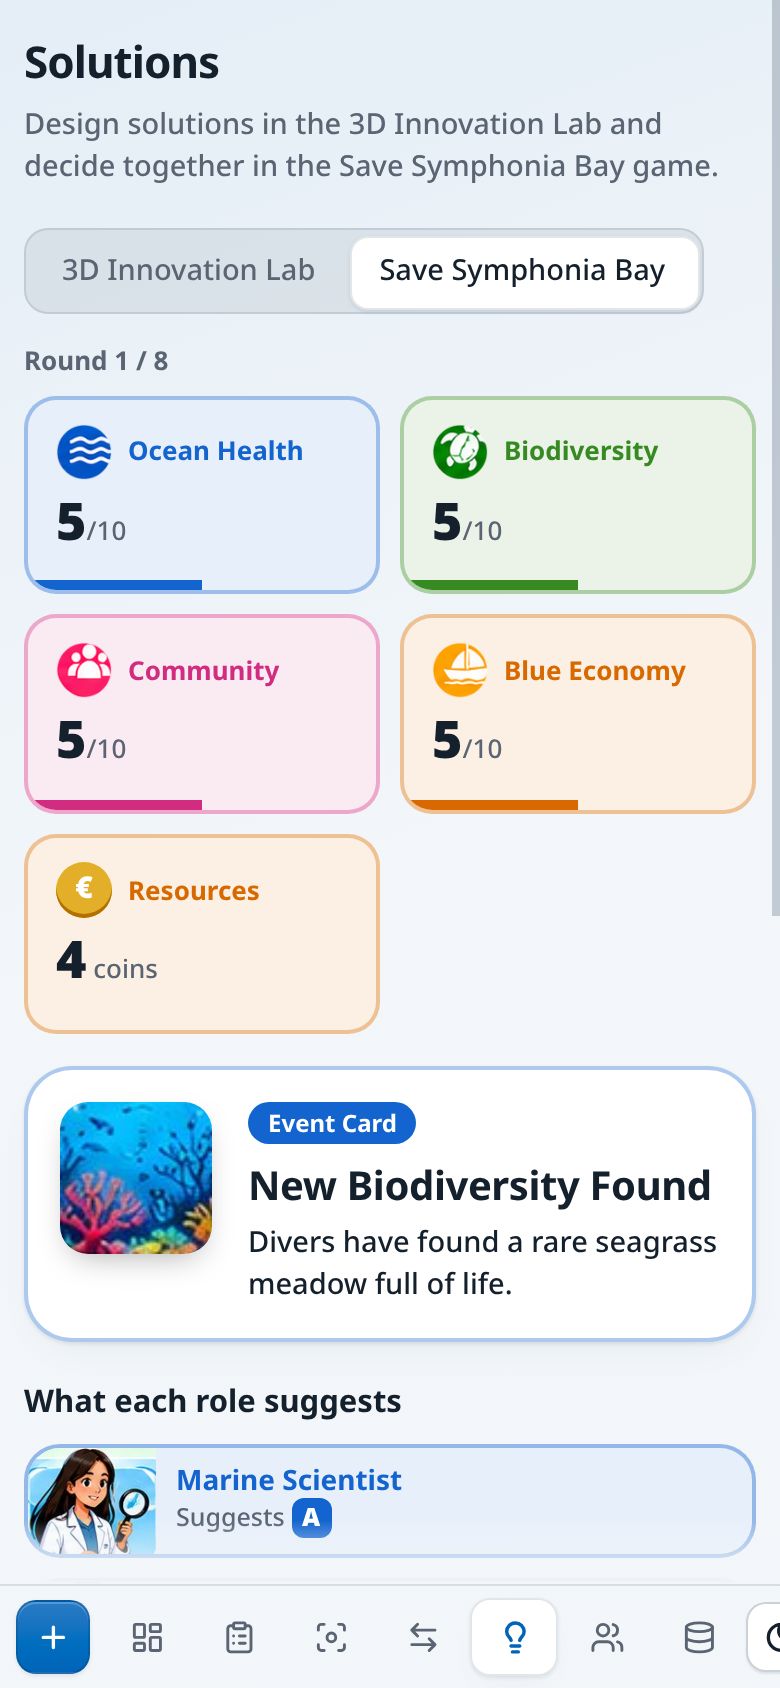 Solutions
Design solutions in the 3D Innovation Lab and
decide together in the Save Symphonia Bay game.
3D Innovation Lab
Save Symphonia Bay
Round 1 / 8
Ocean Health
5/10
Biodiversity
5/10
Community
5/10
Blue Economy
5/10
€
Resources
4 coins
Event Card
New Biodiversity Found
Divers have found a rare seagrass
meadow full of life.
What each role suggests
Marine Scientist
Suggests A